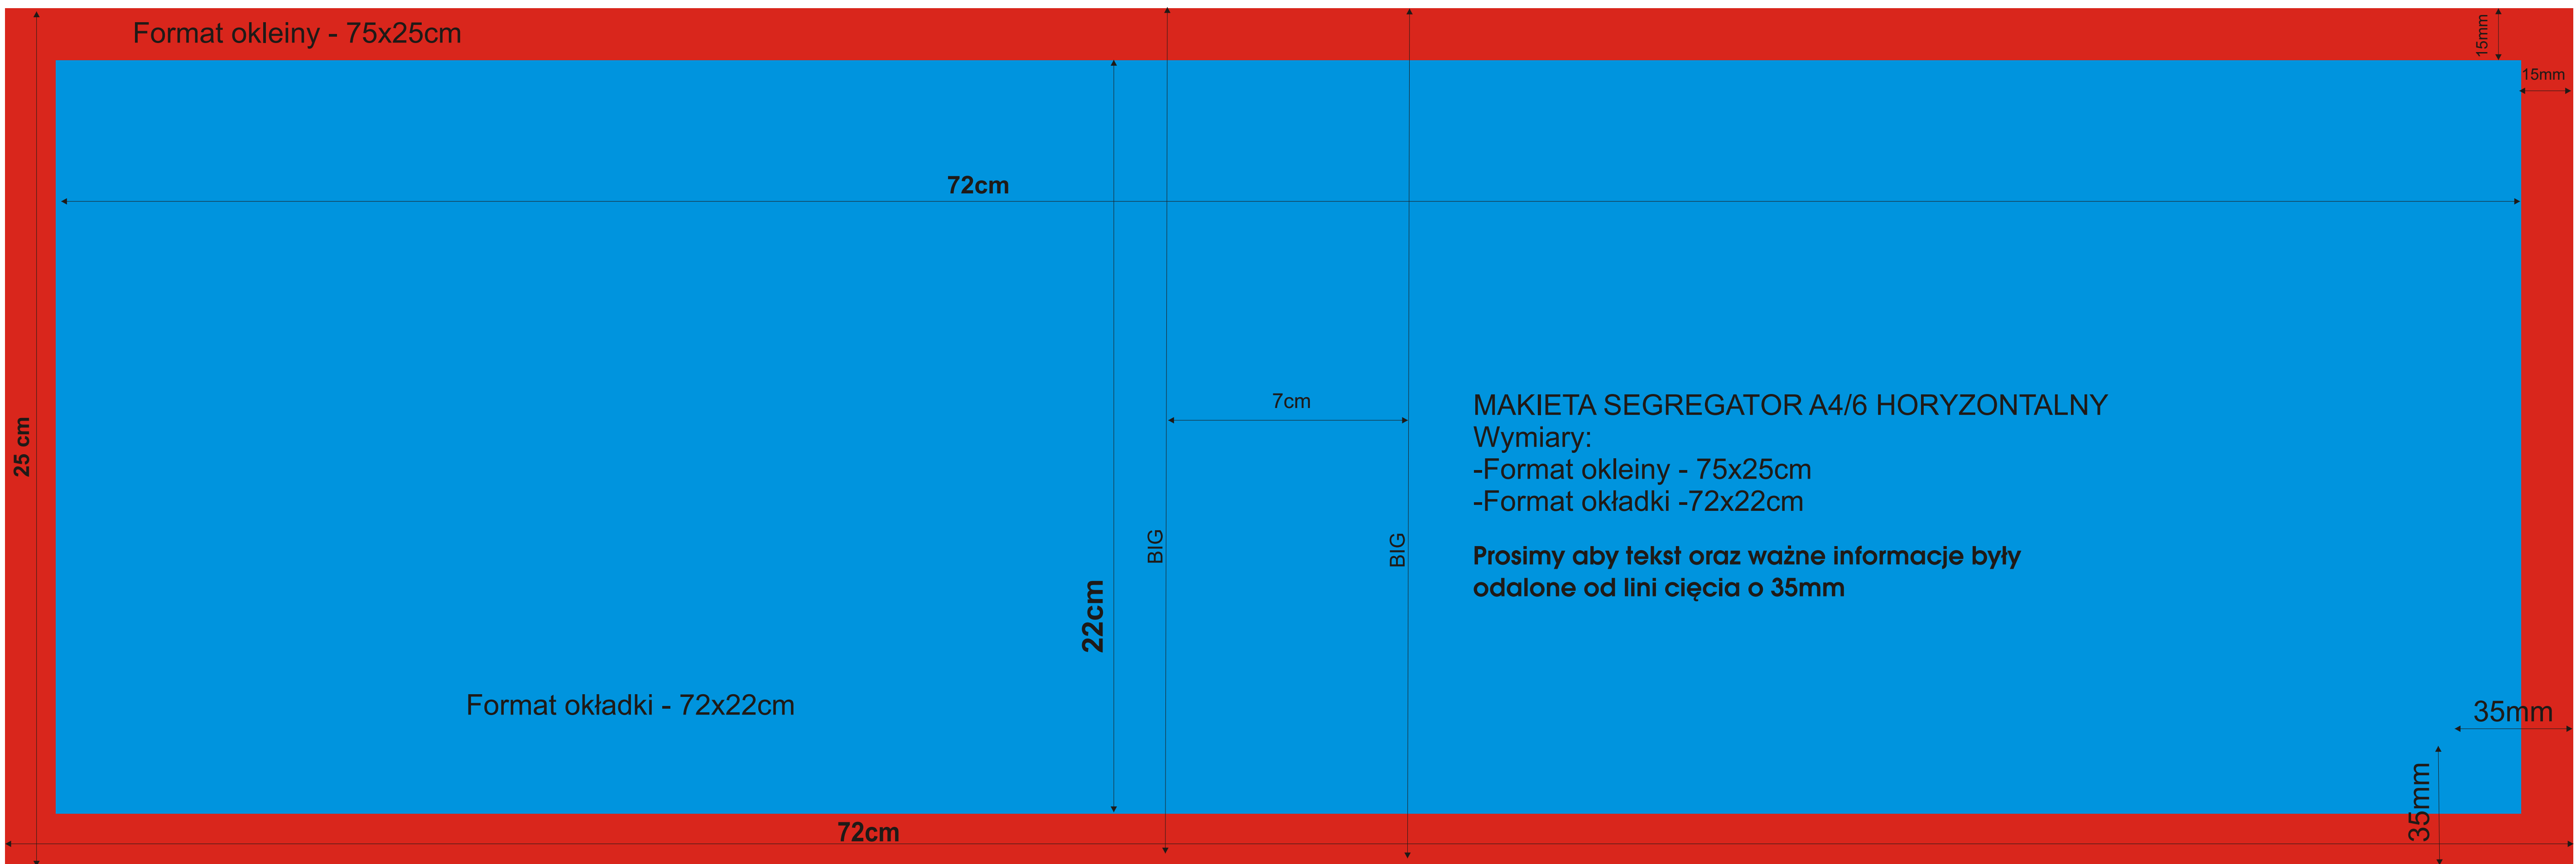 Format okleiny - 75x25cm
15mm
15mm
72cm
7cm
25 cm
MAKIETA SEGREGATOR A4/6 HORYZONTALNY
Wymiary:
-Format okleiny - 75x25cm
-Format okładki -72x22cm
Prosimy aby tekst oraz ważne informacje były
odalone od lini cięcia o 35mm
BIG
BIG
22cm
Format okładki - 72x22cm
35mm
35mm
72cm